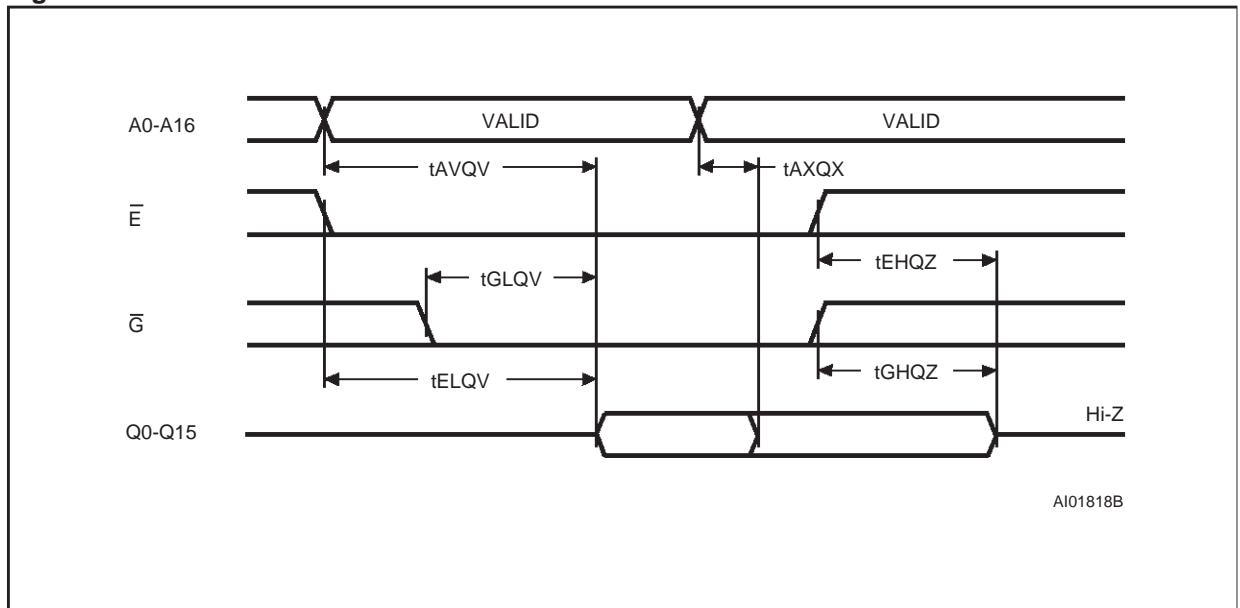 A0-A16
VALID
VALID
tAVQV
tAXQX
E̅
tEHQZ
tGLQV
G̅
tGHQZ
tELQV
Hi-Z
Q0-Q15
AI01818B